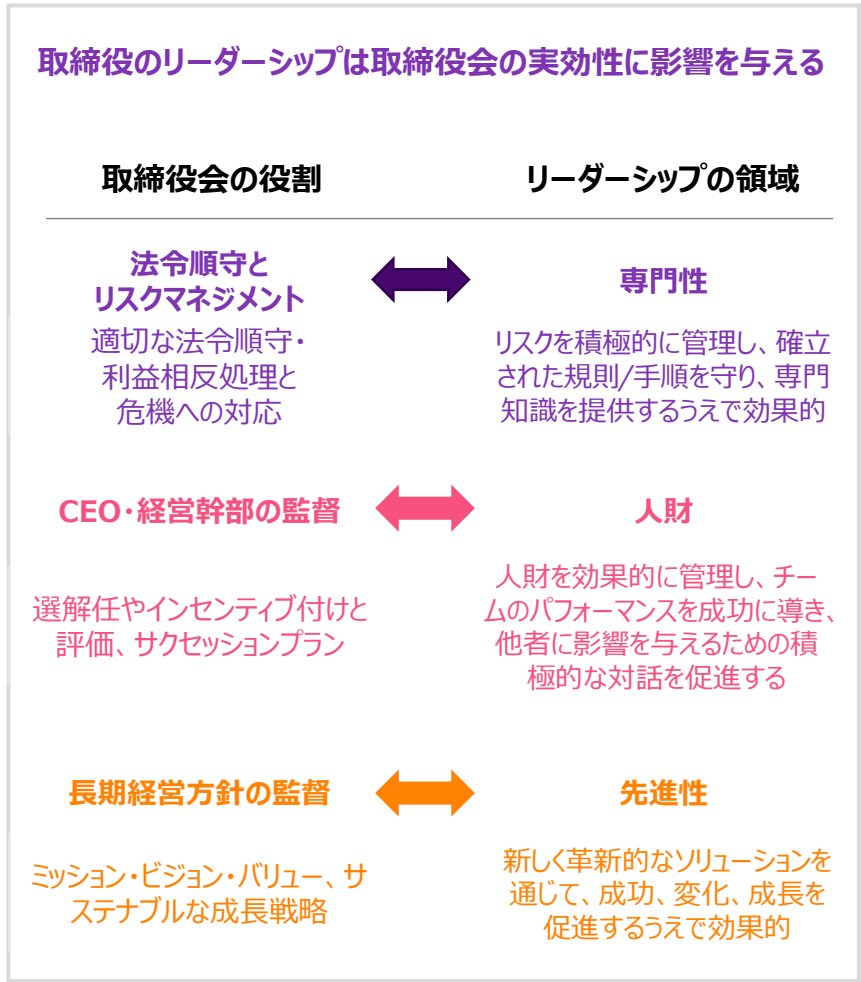 取締役のリーダーシップは取締役会の実効性に影響を与える
取締役会の役割
リーダーシップの領域
法令順守と
リスクマネジメント
適切な法令順守・
利益相反処理と
危機への対応
専門性
リスクを積極的に管理し、確立
された規則/手順を守り、専門
知識を提供するうえで効果的
CEO・経営幹部の監督
選解任やインセンティブ付けと
評価、サクセッションプラン
人財
人財を効果的に管理し、チー
ムのパフォーマンスを成功に導き、
他者に影響を与えるための積
極的な対話を促進する
長期経営方針の監督
ミッション・ビジョン・バリュー、サ
ステナブルな成長戦略
先進性
新しく革新的なソリューションを
通じて、成功、変化、成長を
促進するうえで効果的